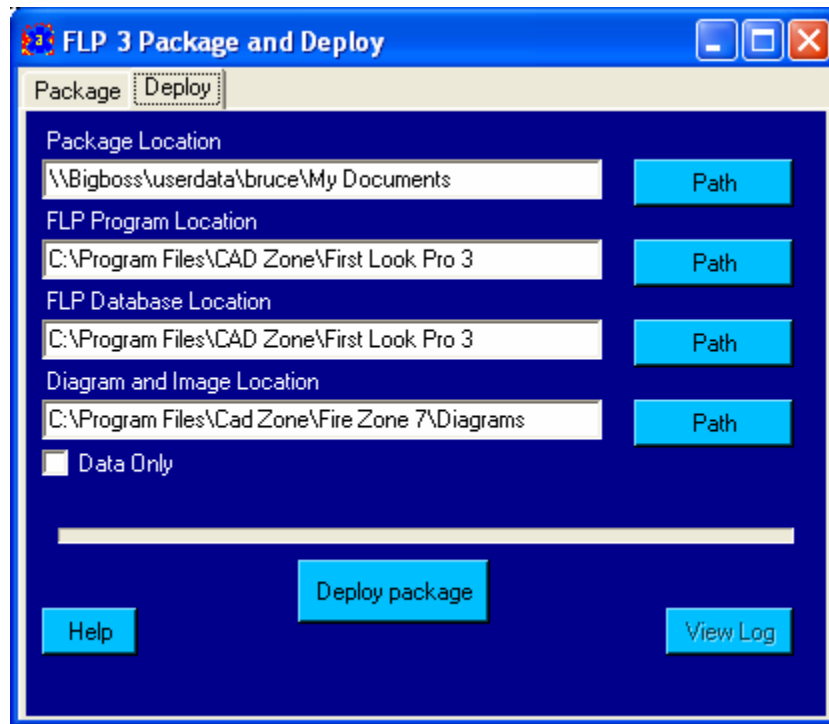 FLP 3 Package and Deploy
Package Deploy
Package Location
\\Bigboss\userdata\bruce\My Documents Path
FLP Program Location
C:\Program Files\CAD Zone\First Look Pro 3 Path
FLP Database Location
C:\Program Files\CAD Zone\First Look Pro 3 Path
Diagram and Image Location
C:\Program Files\Cad Zone\Fire Zone 7\Diagrams Path
Data Only
Deploy package
Help View Log